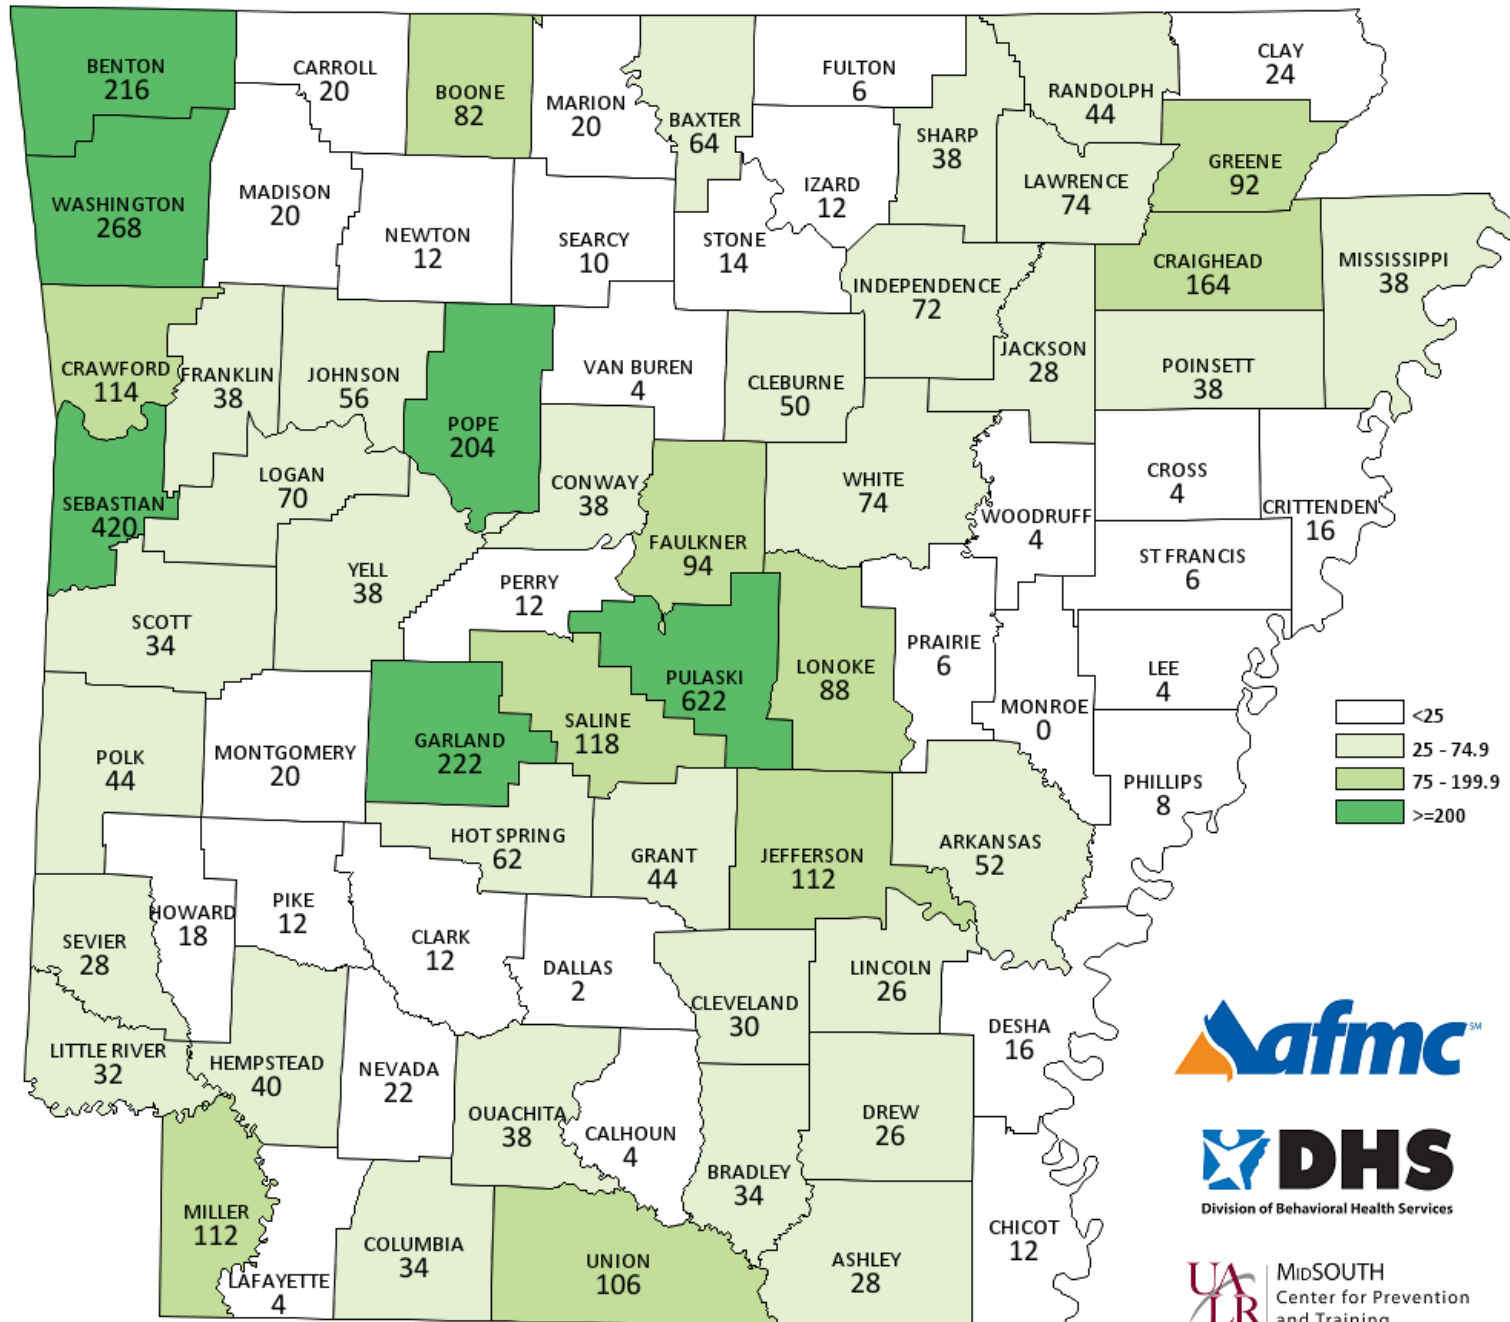 BENTON
216
CARROLL
20
BOONE
82
MARION
20
BAXTER
64
FULTON
6
SHARP
38
RANDOLPH
44
CLAY
24
GREENE
92
LAWRENCE
74
IZARD
12
WASHINGTON
268
MADISON
20
NEWTON
12
SEARCY
10
STONE
14
INDEPENDENCE
72
CRAIGHEAD
164
MISSISSIPPI
38
JACKSON
28
POINSETT
38
CRAWFORD
114
FRANKLIN
38
JOHNSON
56
POPE
204
VAN BUREN
4
CLEBURNE
50
SEBASTIAN
420
LOGAN
70
CONWAY
38
FAULKNER
94
WHITE
74
WOODRUFF
4
CROSS
4
CRITTENDEN
16
ST FRANCIS
6
SCOTT
34
YELL
38
PERRY
12
PULASKI
622
LONOKE
88
PRAIRIE
6
MONROE
0
LEE
4
PHILLIPS
8
<25
25 - 74.9
75 - 199.9
>=200
POLK
44
MONTGOMERY
20
GARLAND
222
SALINE
118
HOT SPRING
62
GRANT
44
JEFFERSON
112
ARKANSAS
52
SEVIER
28
HOWARD
18
PIKE
12
CLARK
12
DALLAS
2
CLEVELAND
30
LINCOLN
26
DESHA
16
LITTLE RIVER
32
HEMPSTEAD
40
NEVADA
22
OUACHITA
38
CALHOUN
4
BRADLEY
34
DREW
26
MILLER
112
LAFAYETTE
4
COLUMBIA
34
UNION
106
ASHLEY
28
CHICOT
12
afmc SM
DHS
Division of Behavioral Health Services
UALR
MIDSOUTH
Center for Prevention
and Training